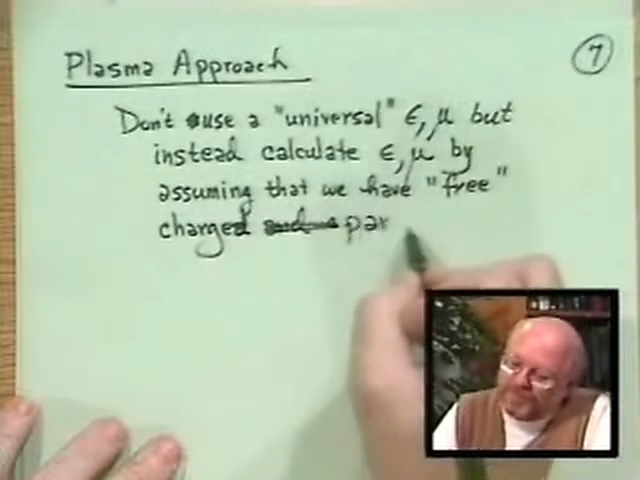 Plasma Approach
7
Don't use a "universal" ϵ, μ but
instead calculate ϵ, μ by
assuming that we have "free"
charged par